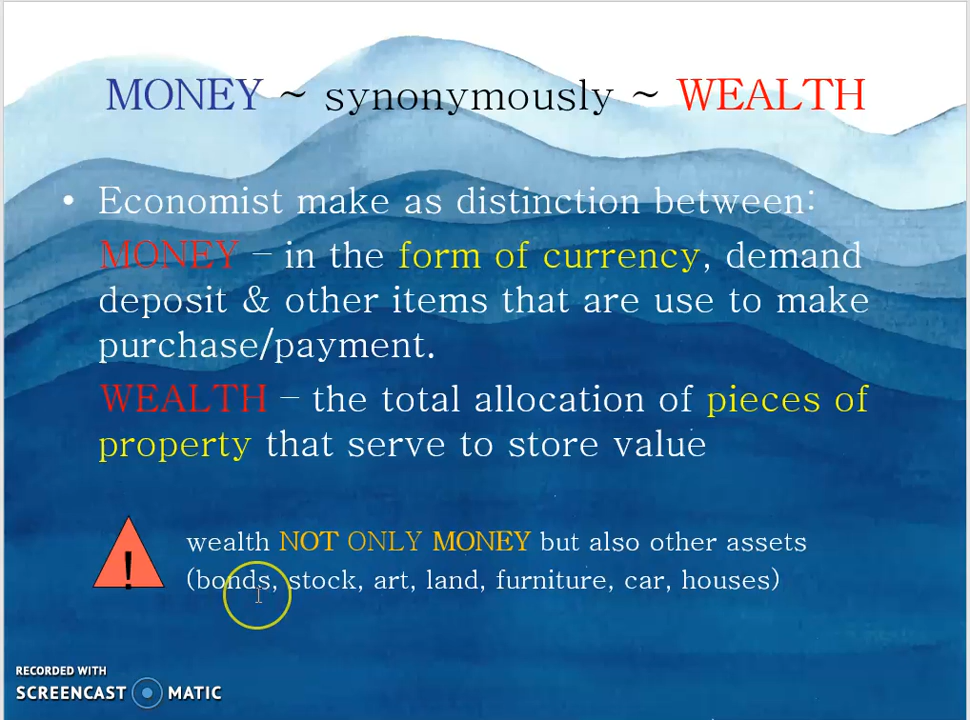 MONEY ~ synonymously ~ WEALTH
• Economist make as distinction between:
MONEY – in the form of currency, demand
deposit & other items that are use to make
purchase/payment.
WEALTH – the total allocation of pieces of
property that serve to store value
!
wealth NOT ONLY MONEY but also other assets
(bonds, stock, art, land, furniture, car, houses)
RECORDED WITH
SCREENCAST MATIC